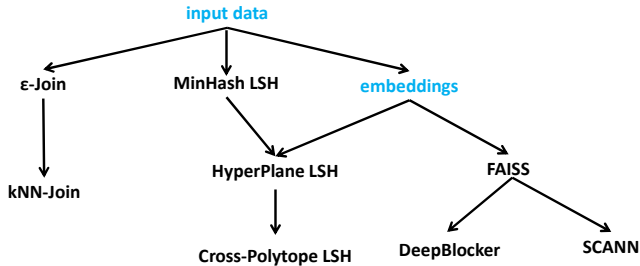 input data
ε-Join
MinHash LSH
embeddings
HyperPlane LSH
FAISS
kNN-Join
Cross-Polytope LSH
DeepBlocker
SCANN